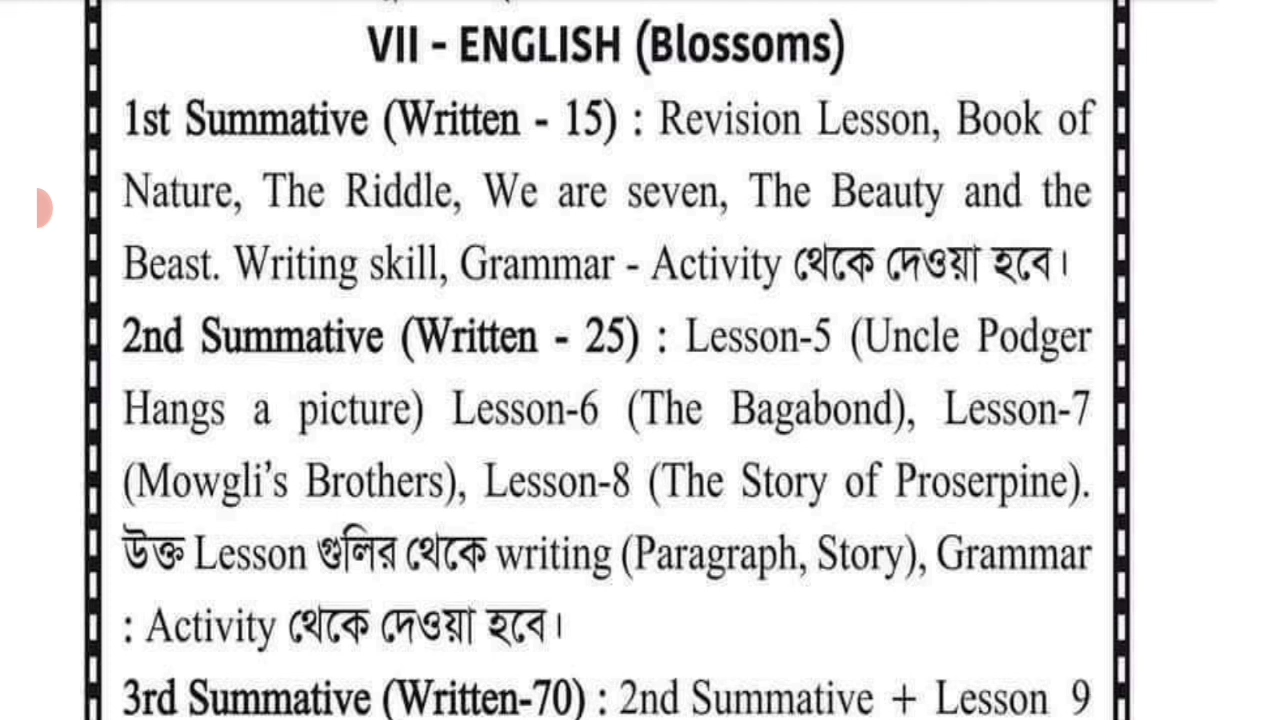 VII - ENGLISH (Blossoms)
1st Summative (Written - 15) : Revision Lesson, Book of
Nature, The Riddle, We are seven, The Beauty and the
Beast. Writing skill, Grammar - Activity থেকে দেওয়া হবে।
2nd Summative (Written - 25) : Lesson-5 (Uncle Podger
Hangs a picture) Lesson-6 (The Bagabond), Lesson-7
(Mowgli's Brothers), Lesson-8 (The Story of Proserpine).
উক্ত Lesson গুলির থেকে writing (Paragraph, Story), Grammar
: Activity থেকে দেওয়া হবে।
3rd Summative (Written-70) : 2nd Summative + Lesson 9